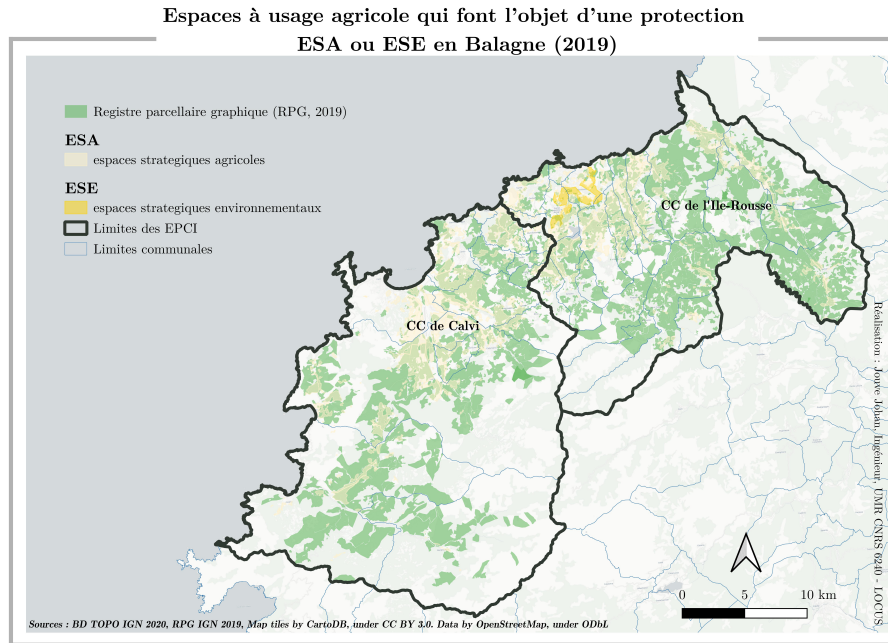 Espaces à usage agricole qui font l'objet d'une protection
ESA ou ESE en Balagne (2019)
Registre parcellaire graphique (RPG, 2019)
ESA
espaces strategiques agricoles
ESE
espaces strategiques environnementaux
Limites des EPCI
Limites communales
CC de l'Ile-Rousse
CC de Calvi
Réalisation : Jouve Johan, Ingénieur, UMR CNRS 6240 - LOCUS
0 5 10 km
Sources : BD TOPO IGN 2020, RPG IGN 2019, Map tiles by CartoDB, under CC BY 3.0. Data by OpenStreetMap, under ODbL